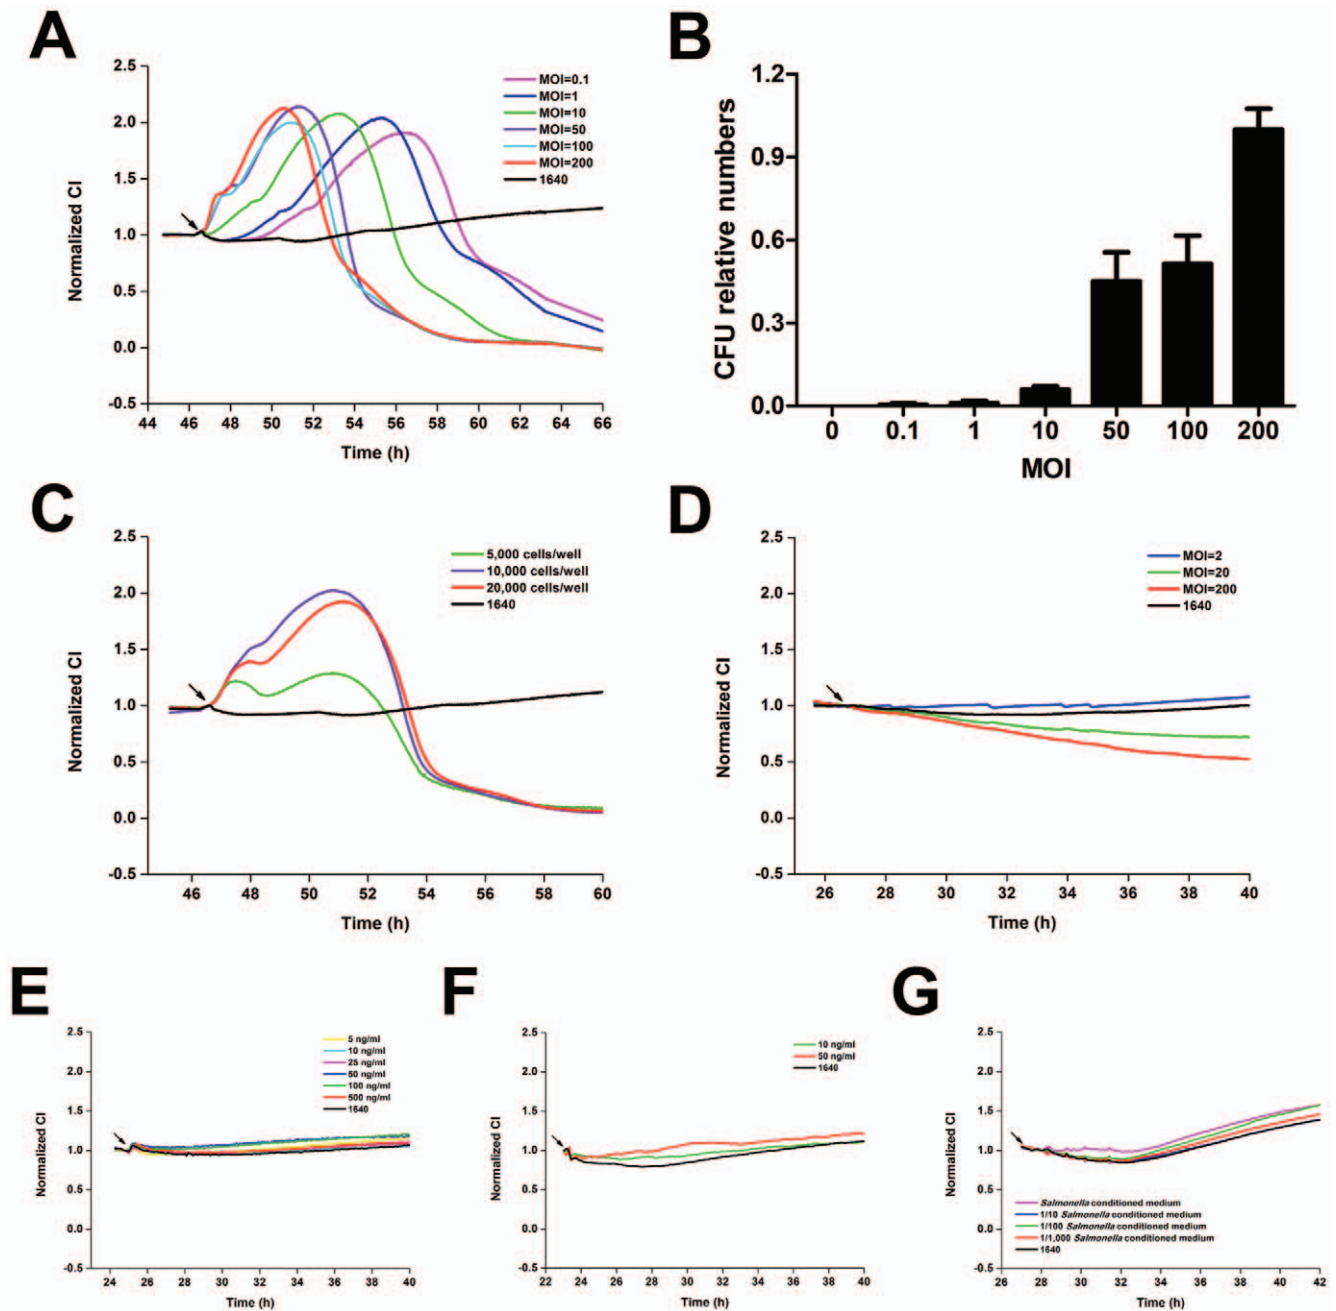 A
2.5
2.0
1.5
1.0
0.5
0.0
-0.5
Normalized CI
44 46 48 50 52 54 56 58 60 62 64 66
Time (h)
MOI=0.1
MOI=1
MOI=10
MOI=50
MOI=100
MOI=200
1640
B
1.2
0.9
0.6
0.3
0.0
CFU relative numbers
0 0.1 1 10 50 100 200
MOI
C
2.5
2.0
1.5
1.0
0.5
0.0
-0.5
Normalized CI
46 48 50 52 54 56 58 60
Time (h)
5,000 cells/well
10,000 cells/well
20,000 cells/well
1640
D
2.5
2.0
1.5
1.0
0.5
0.0
-0.5
Normalized CI
26 28 30 32 34 36 38 40
Time (h)
MOI=2
MOI=20
MOI=200
1640
E
2.5
2.0
1.5
1.0
0.5
0.0
-0.5
Normalized CI
24 26 28 30 32 34 36 38 40
Time (h)
5 ng/ml
10 ng/ml
25 ng/ml
50 ng/ml
100 ng/ml
500 ng/ml
1640
F
2.5
2.0
1.5
1.0
0.5
0.0
-0.5
Normalized CI
22 24 26 28 30 32 34 36 38 40
Time (h)
10 ng/ml
50 ng/ml
1640
G
2.5
2.0
1.5
1.0
0.5
0.0
-0.5
Normalized CI
26 28 30 32 34 36 38 40 42
Time (h)
Salmonella conditioned medium
1/10 Salmonella conditioned medium
1/100 Salmonella conditioned medium
1/1,000 Salmonella conditioned medium
1640